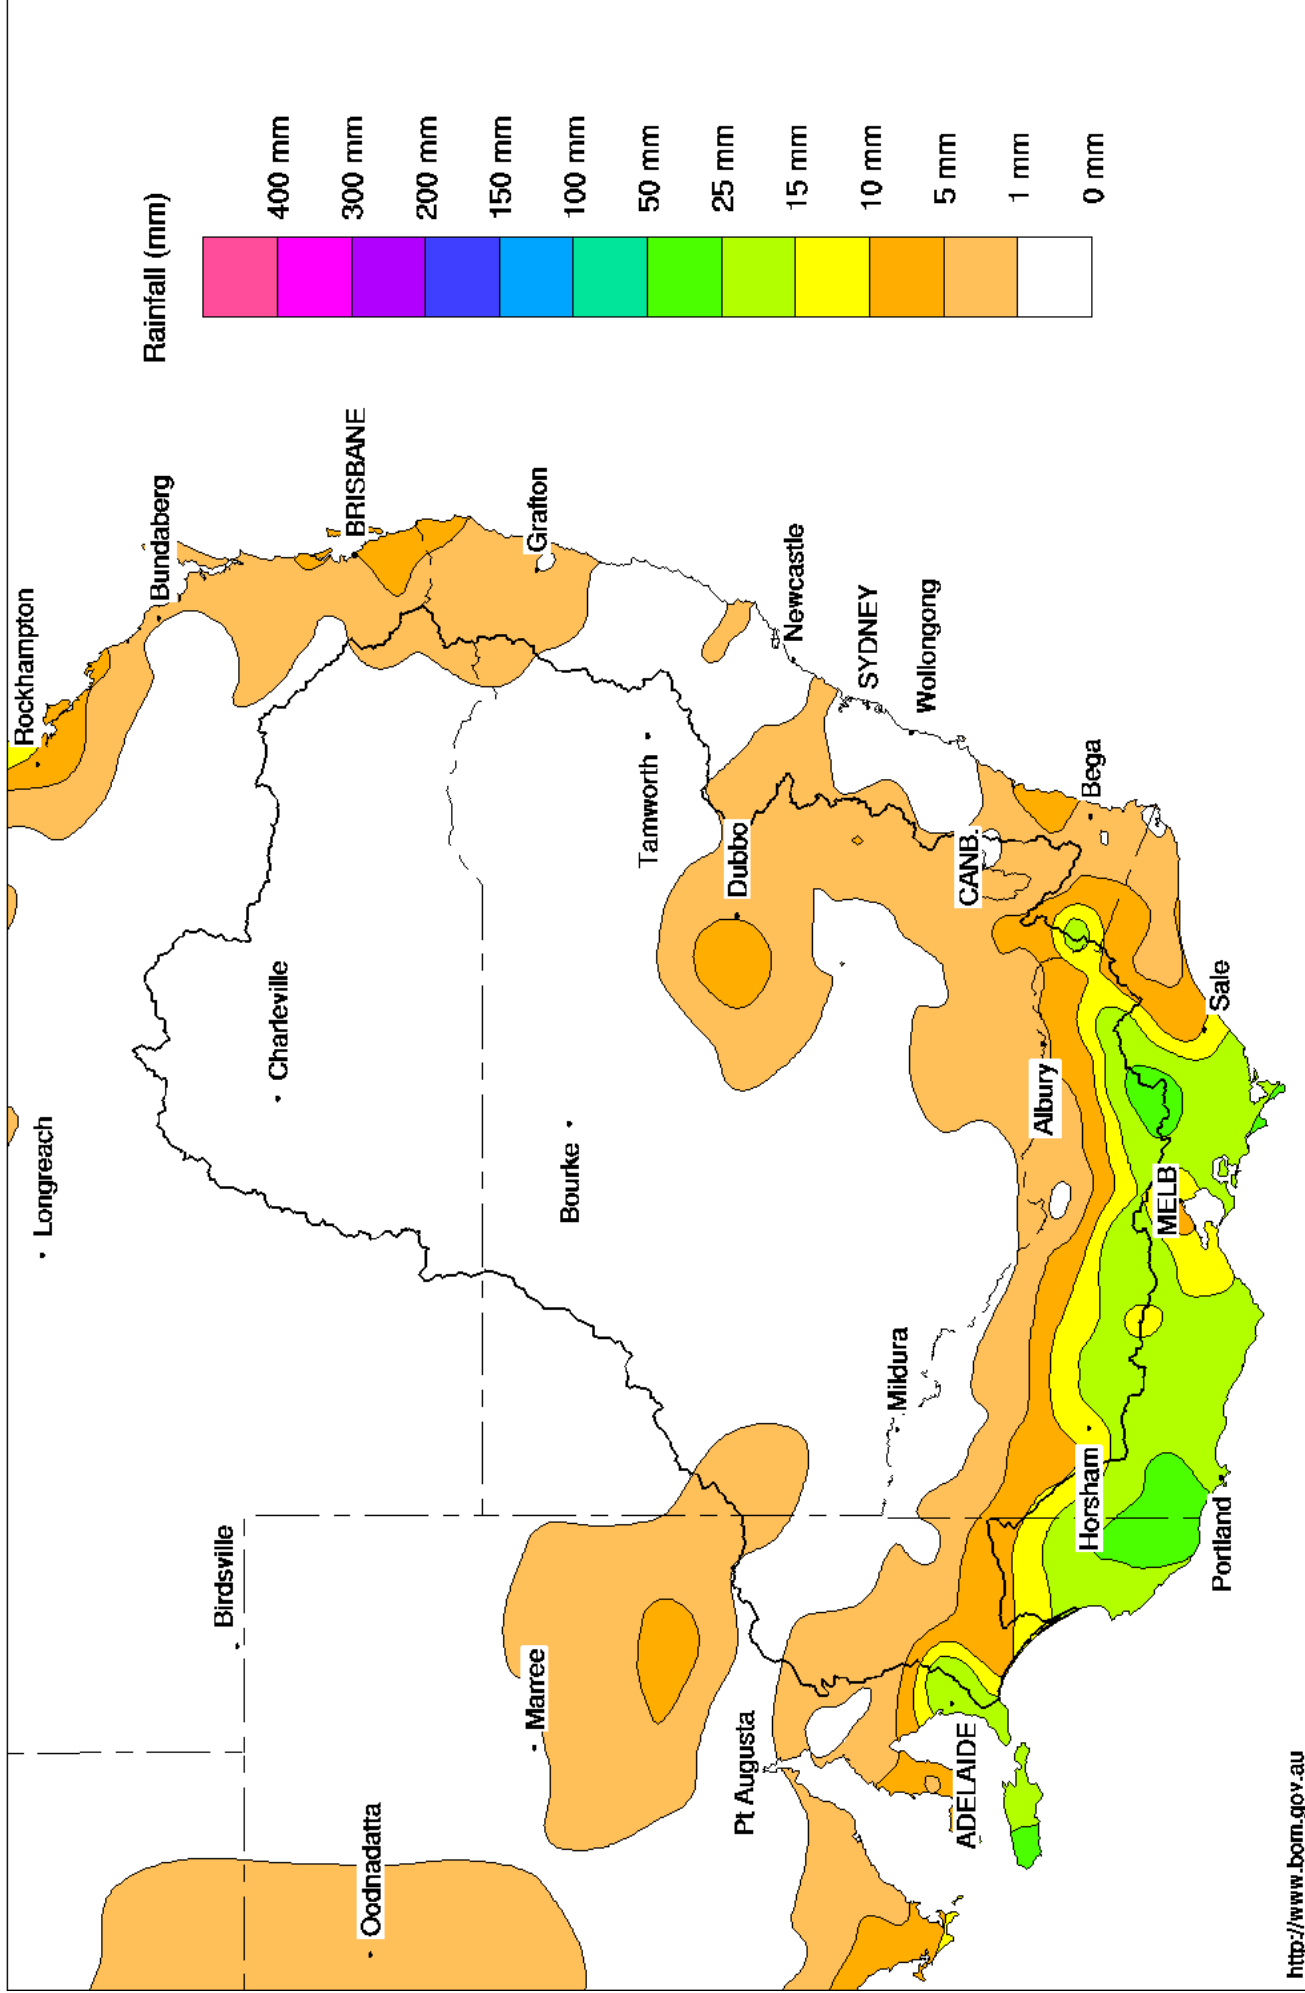 Rainfall (mm)
400 mm
300 mm
200 mm
150 mm
100 mm
50 mm
25 mm
15 mm
10 mm
5 mm
1 mm
0 mm
Longreach
Rockhampton
Bundaberg
Birdsville
Charleville
BRISBANE
Oodnadatta
Marree
Bourke
Grafton
Tamworth
Pt Augusta
Dubbo
Newcastle
Mildura
SYDNEY
Wollongong
ADELAIDE
CANB.
Albury
Horsham
Bega
MELB
Portland
Sale
http://www.bom.gov.au